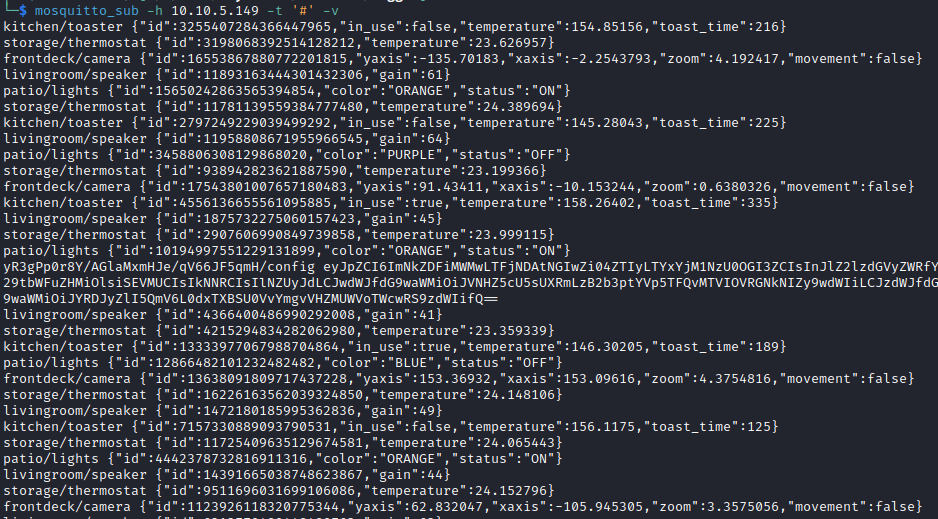 └─$ mosquitto_sub -h 10.10.5.149 -t '#' -v
kitchen/toaster {"id":3255407284366447965,"in_use":false,"temperature":154.85156,"toast_time":216}
storage/thermostat {"id":3198068392514128212,"temperature":23.626957}
frontdeck/camera {"id":16553867880772201815,"yaxis":-135.70183,"xaxis":-2.2543793,"zoom":4.192417,"movement":false}
livingroom/speaker {"id":11893163444301432306,"gain":61}
patio/lights {"id":15650242863565394854,"color":"ORANGE","status":"ON"}
storage/thermostat {"id":11781139559384777480,"temperature":24.389694}
kitchen/toaster {"id":2797249229039499292,"in_use":false,"temperature":145.28043,"toast_time":225}
livingroom/speaker {"id":11958808671955966545,"gain":64}
patio/lights {"id":3458806308129868020,"color":"PURPLE","status":"OFF"}
storage/thermostat {"id":938942823621887590,"temperature":23.199366}
frontdeck/camera {"id":17543801007657180483,"yaxis":91.43411,"xaxis":-10.153244,"zoom":0.6380326,"movement":false}
kitchen/toaster {"id":4556136655561095885,"in_use":true,"temperature":158.26402,"toast_time":335}
livingroom/speaker {"id":1875732275060157423,"gain":45}
storage/thermostat {"id":2907606990849739858,"temperature":23.999115}
patio/lights {"id":10194997551229131899,"color":"ORANGE","status":"ON"}
yR3gPp0r8Y/AGlaMxmHJe/qV66JF5qmH/config eyJpZCI6ImNkZDFiMWMwLTFjNDAtNGIwZi04ZTIyLTYxYjM1NzU0OGI3ZCIsInJlZ2lzdGVyZWRfY
29tbWFuZHMiOlsiSEVMUCIsIkNNRCIsIlNZUyJdLCJwdWJfdG9waWMiOiJVNHZ5cU5sUXRmLzB2b3ptYVp5TFQvMTVIOVRGNkNIZy9wdWIiLCJzdWJfdG
9waWMiOiJYRDJyZlI5QmV6L0dxTXBSU0VvYmgvVHZMUWVoTWcwRS9zdWIifQ==
livingroom/speaker {"id":4366400486990292008,"gain":41}
storage/thermostat {"id":4215294834282062980,"temperature":23.359339}
kitchen/toaster {"id":13333977067988704864,"in_use":true,"temperature":146.30205,"toast_time":189}
patio/lights {"id":12866482101232482482,"color":"BLUE","status":"OFF"}
frontdeck/camera {"id":13638091809717437228,"yaxis":153.36932,"xaxis":153.09616,"zoom":4.3754816,"movement":false}
storage/thermostat {"id":16226163562039324850,"temperature":24.148106}
livingroom/speaker {"id":1472180185995362836,"gain":49}
kitchen/toaster {"id":7157330889093790531,"in_use":false,"temperature":156.1175,"toast_time":125}
storage/thermostat {"id":11725409635129674581,"temperature":24.065443}
patio/lights {"id":4442378732816911316,"color":"ORANGE","status":"ON"}
livingroom/speaker {"id":14391665038748623867,"gain":44}
storage/thermostat {"id":9511696031699106086,"temperature":24.152796}
frontdeck/camera {"id":1123926118320775344,"yaxis":62.832047,"xaxis":-105.945305,"zoom":3.3575056,"movement":false}